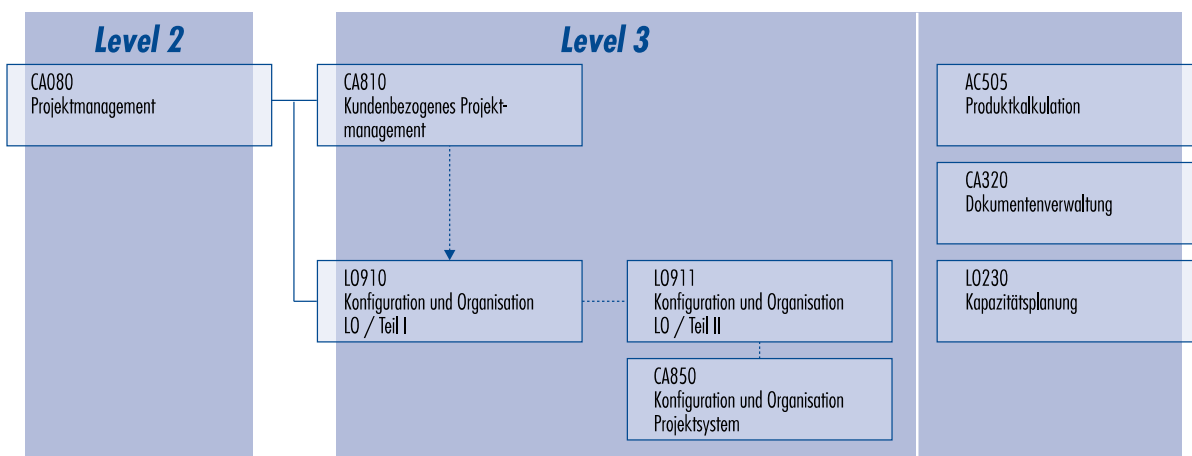 Level 2
Level 3
CA080
Projektmanagement
CA810
Kundenbezogenes Projekt-
management
AC505
Produktkalkulation
CA320
Dokumentenverwaltung
LO910
Konfiguration und Organisation
LO / Teil I
LO911
Konfiguration und Organisation
LO / Teil II
LO230
Kapazitätsplanung
CA850
Konfiguration und Organisation
Projektsystem